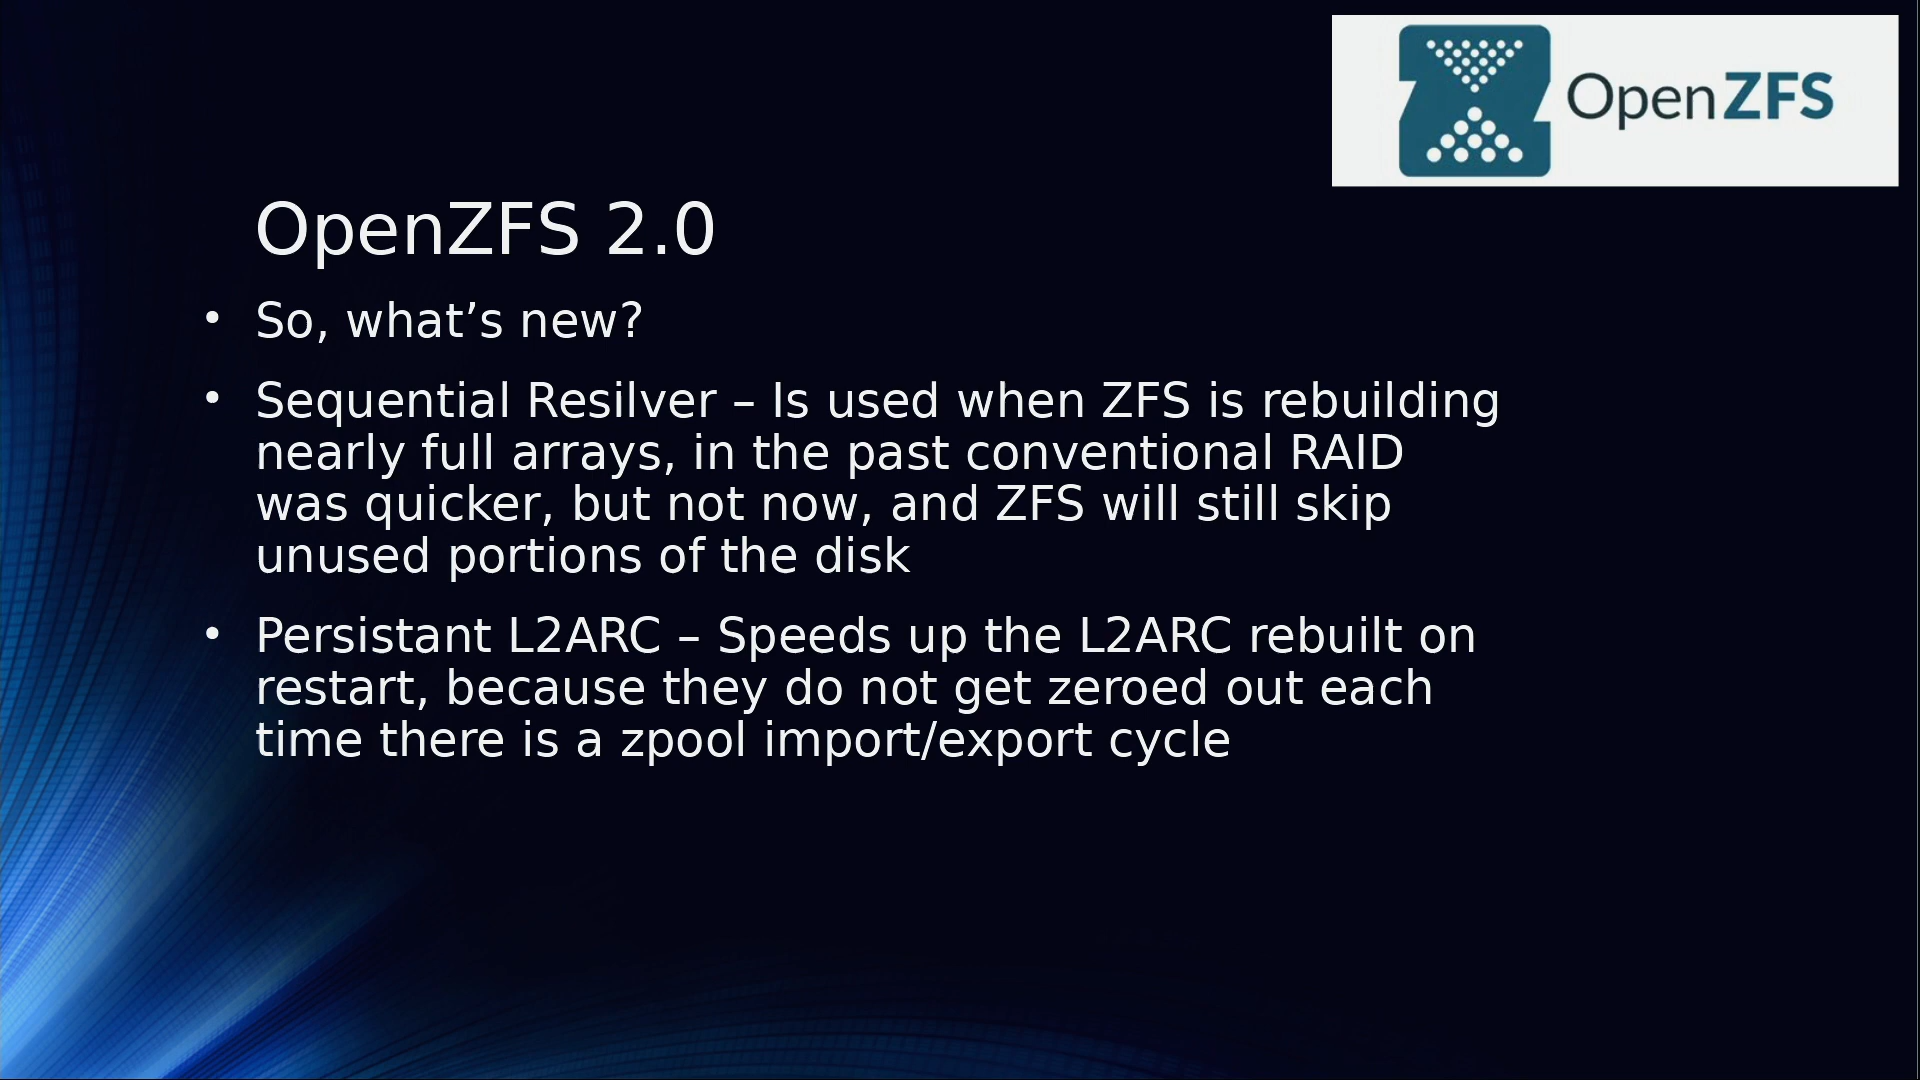 OpenZFS
OpenZFS 2.0
• So, what’s new?
• Sequential Resilver – Is used when ZFS is rebuilding
nearly full arrays, in the past conventional RAID
was quicker, but not now, and ZFS will still skip
unused portions of the disk
• Persistant L2ARC – Speeds up the L2ARC rebuilt on
restart, because they do not get zeroed out each
time there is a zpool import/export cycle